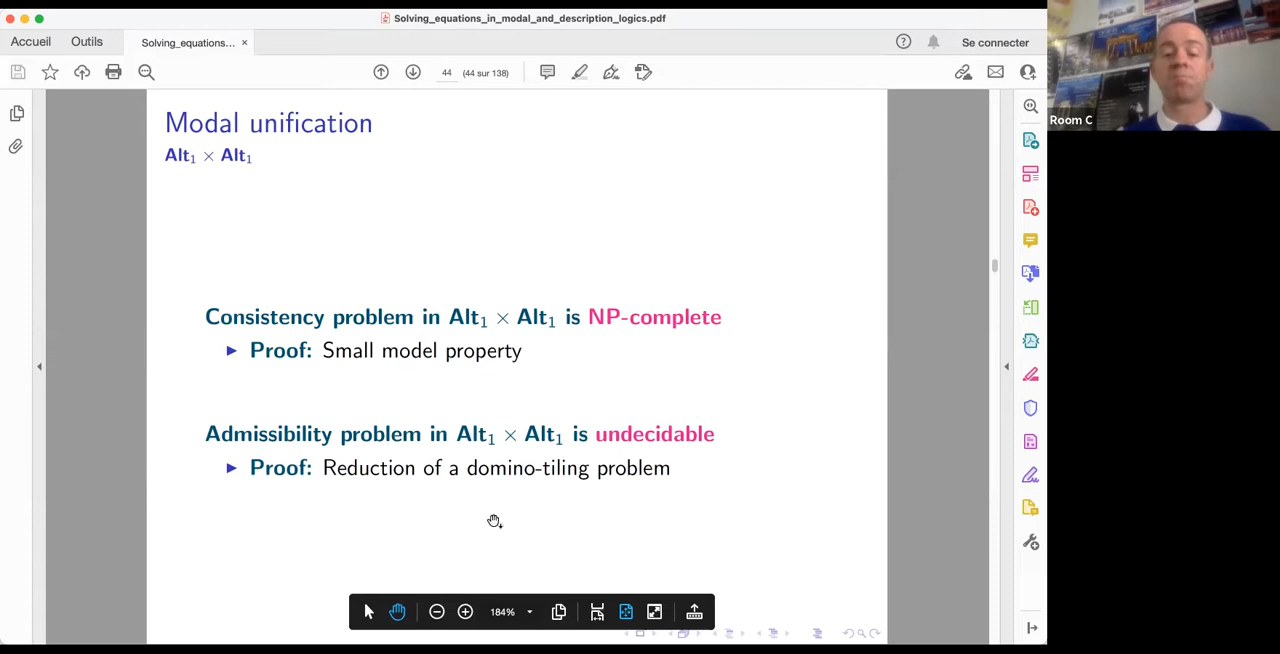 Solving_equations_in_modal_and_description_logics.pdf
Accueil Outils Solving_equations... × Se connecter
44 (44 sur 138)
Modal unification
Alt₁ × Alt₁
Room C
Consistency problem in Alt₁ × Alt₁ is NP-complete
▶ Proof: Small model property
Admissibility problem in Alt₁ × Alt₁ is undecidable
▶ Proof: Reduction of a domino-tiling problem
184%